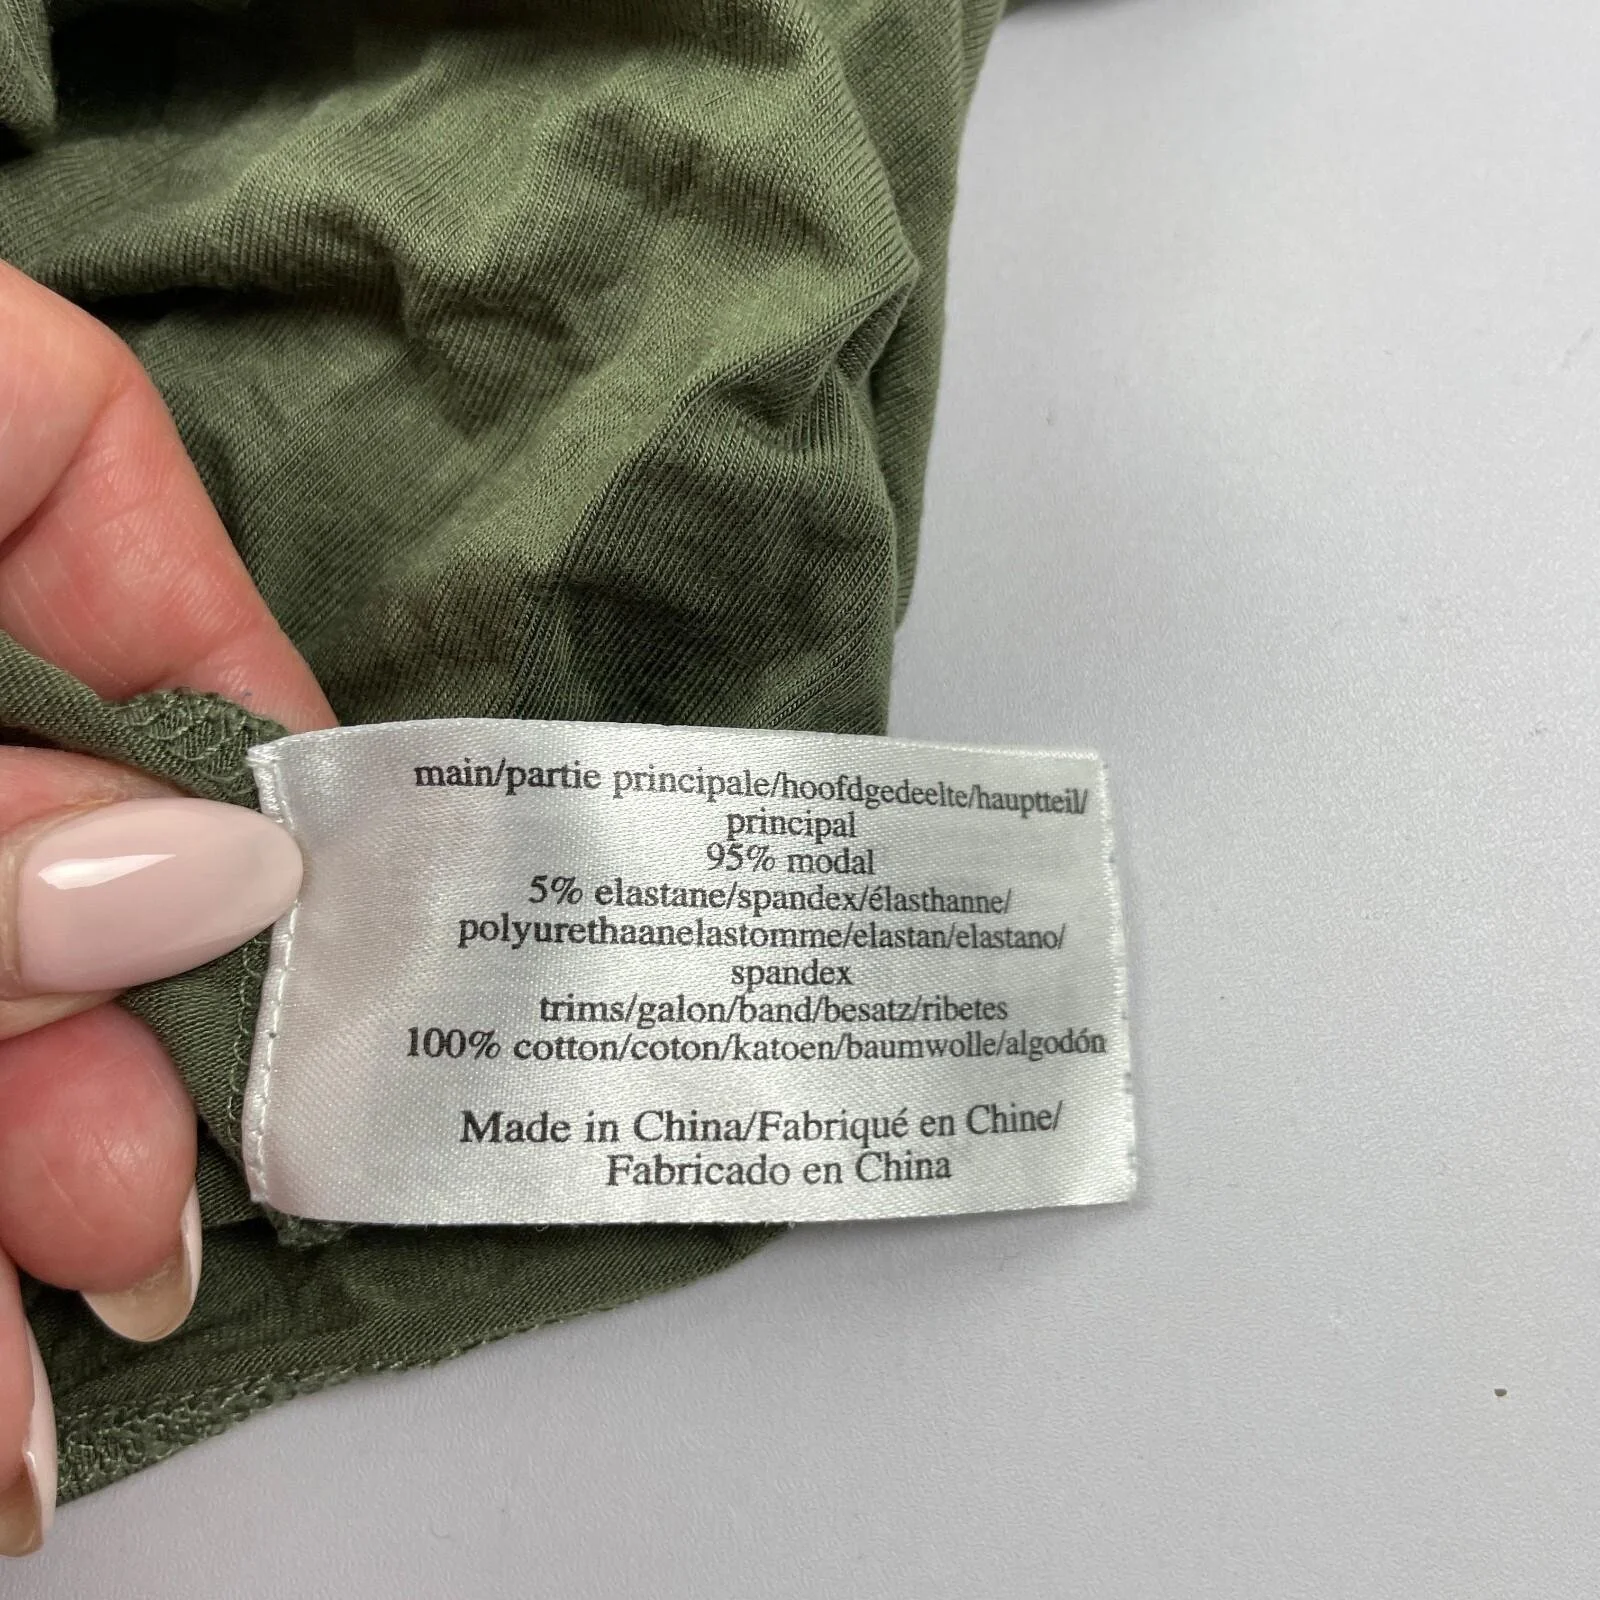 main/partie principale/hoofdgedeelte/hauptteil/
principal
95% modal
5% elastane/spandex/élasthanne/
polyurethaanelastomme/elastan/elastano/
spandex
trims/galon/band/besatz/ribetes
100% cotton/coton/katoen/baumwolle/algodón
Made in China/Fabriqué en Chine/
Fabricado en China